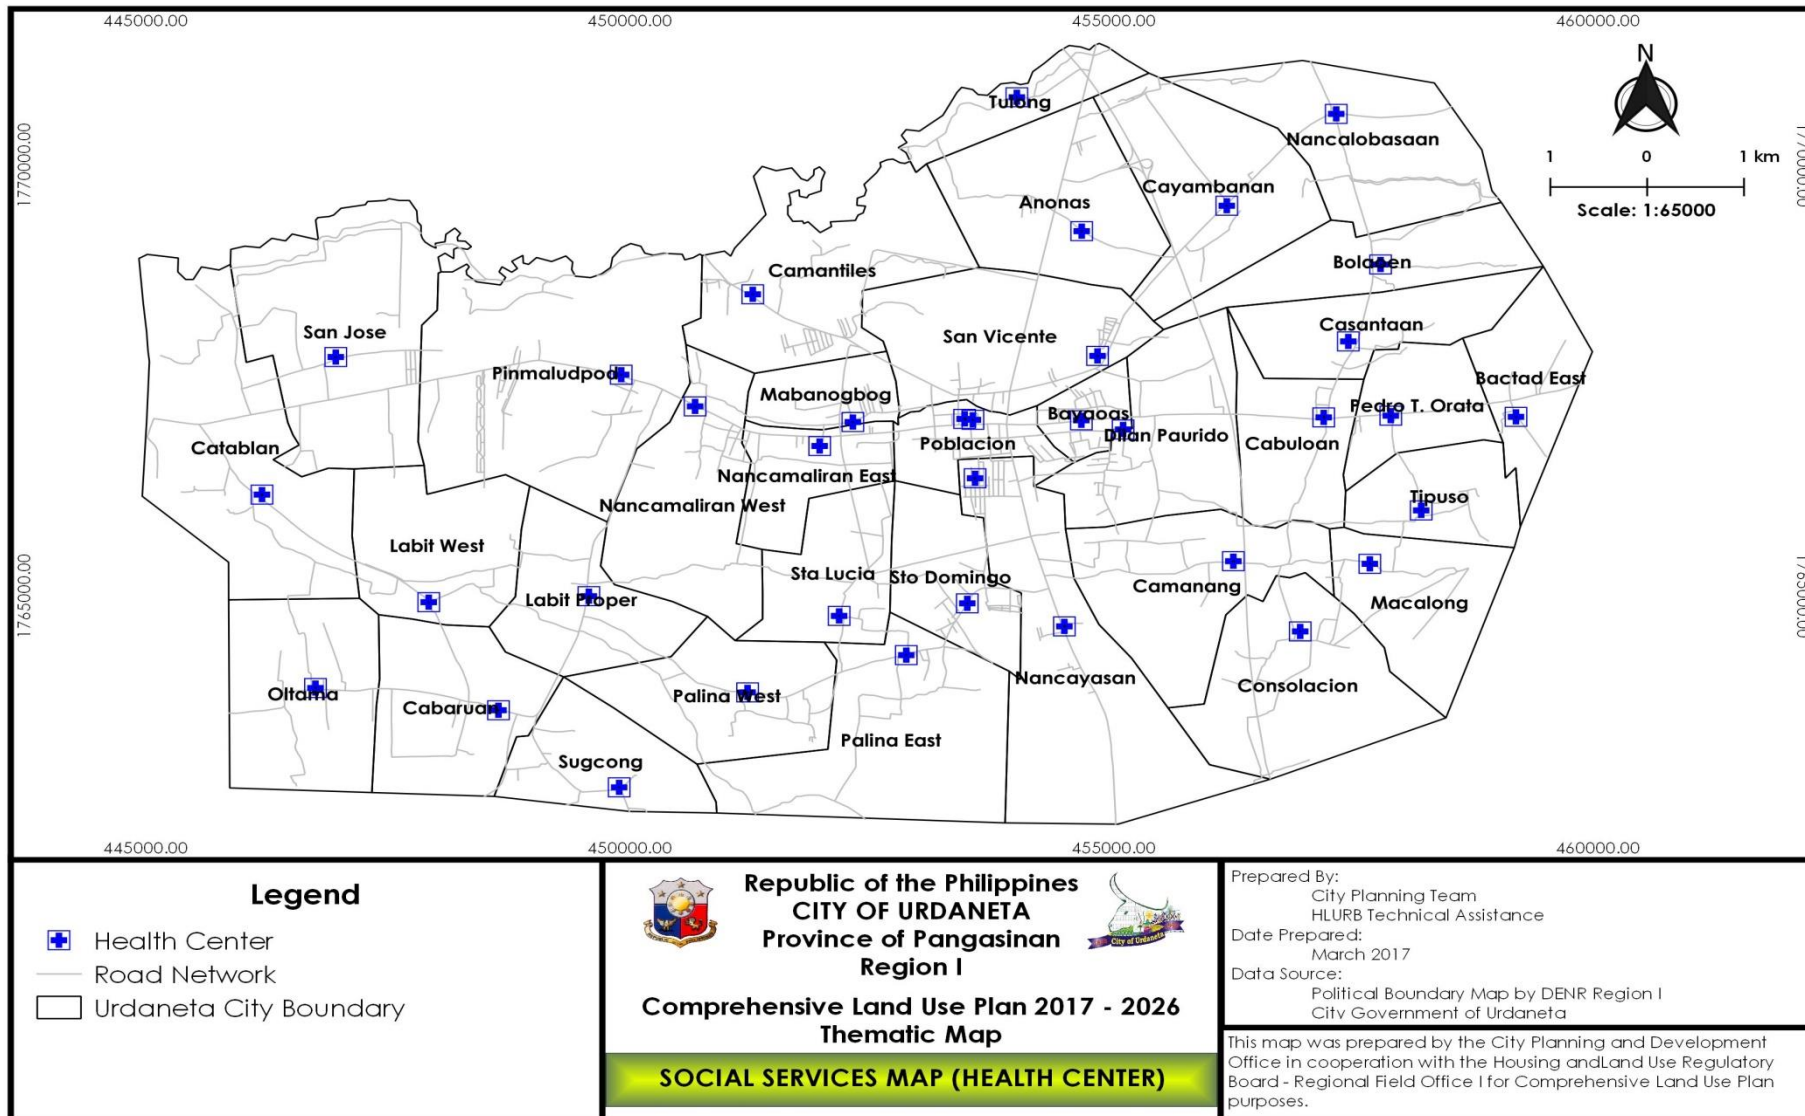 445000.00 450000.00 455000.00 460000.00
N
1 0 1 km
Scale: 1:65000
1770000.00
1770000.00
Tulong
Nancalobasaan
Cayambanan
Anonas
Bolaoen
Camantiles
San Jose
San Vicente
Casantaan
Pinmaludpod
Bactad East
Mabanogbog
Pedro T. Orata
Bayaoas
Dilan Paurido
Catablan
Poblacion
Cabuloan
Nancamaliran East
Tipuso
Nancamaliran West
Labit West
1765000.00
1765000.00
Sta Lucia
Sto Domingo
Camanang
Labit Proper
Macalong
Nancayasan
Consolacion
Oltama
Palina West
Cabaruan
Palina East
Sugcong
445000.00 450000.00 455000.00 460000.00
Legend
Health Center
Road Network
Urdaneta City Boundary
Republic of the Philippines
CITY OF URDANETA
Province of Pangasinan
Region I
City of Urdaneta
Comprehensive Land Use Plan 2017 - 2026
Thematic Map
SOCIAL SERVICES MAP (HEALTH CENTER)
Prepared By:
City Planning Team
HLURB Technical Assistance
Date Prepared:
March 2017
Data Source:
Political Boundary Map by DENR Region I
City Government of Urdaneta
This map was prepared by the City Planning and Development
Office in cooperation with the Housing andLand Use Regulatory
Board - Regional Field Office I for Comprehensive Land Use Plan
purposes.